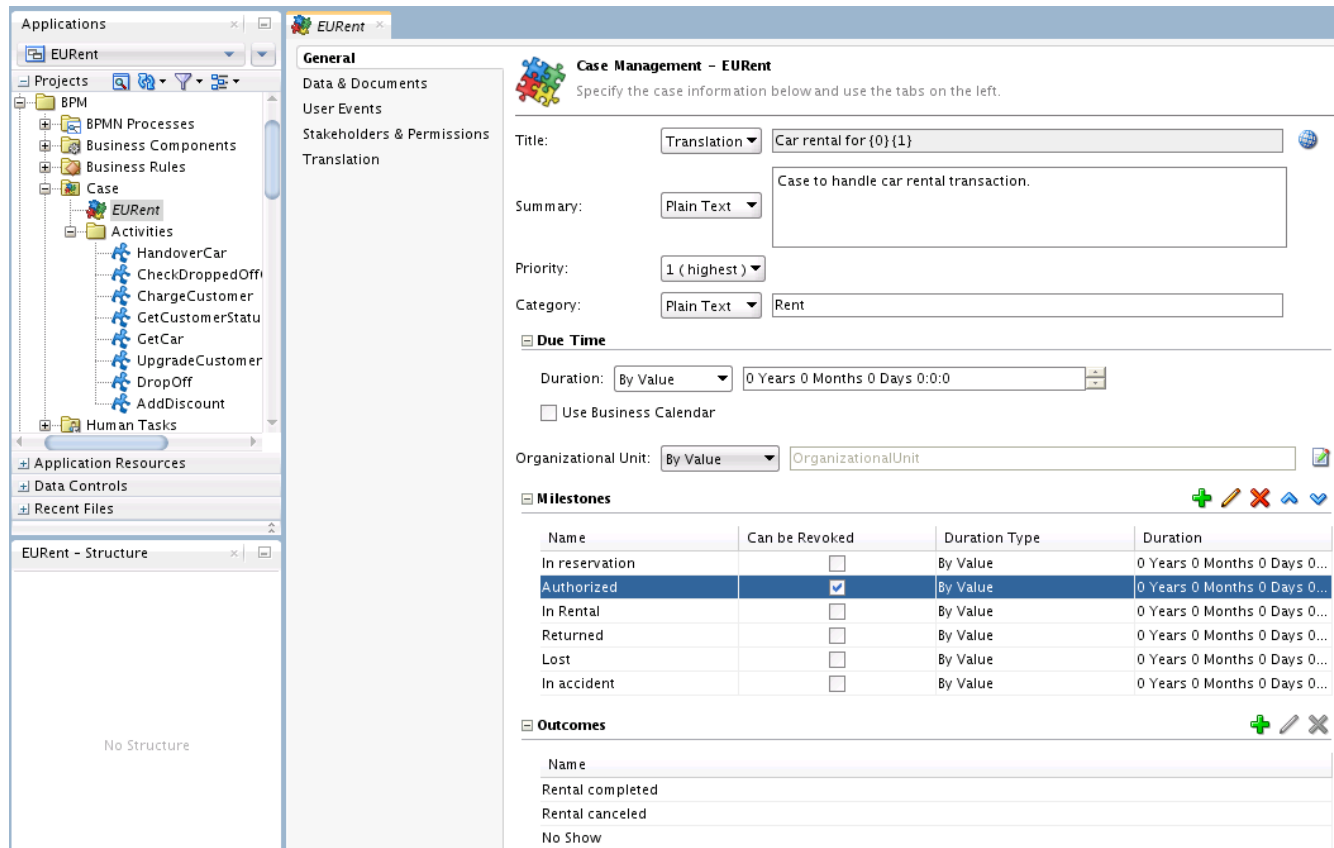 Applications
EURent
Projects
BPM
BPMN Processes
Business Components
Business Rules
Case
EURent
Activities
HandoverCar
CheckDroppedOff
ChargeCustomer
GetCustomerStatu
GetCar
UpgradeCustomer
DropOff
AddDiscount
Human Tasks
Application Resources
Data Controls
Recent Files
EURent - Structure
No Structure
EURent
General
Data & Documents
User Events
Stakeholders & Permissions
Translation
Case Management - EURent
Specify the case information below and use the tabs on the left.
Title: Translation Car rental for {0}{1}
Summary: Plain Text Case to handle car rental transaction.
Priority: 1 ( highest )
Category: Plain Text Rent
Due Time
Duration: By Value 0 Years 0 Months 0 Days 0:0:0
Use Business Calendar
Organizational Unit: By Value OrganizationalUnit
Milestones
Name Can be Revoked Duration Type Duration
In reservation By Value 0 Years 0 Months 0 Days 0...
Authorized By Value 0 Years 0 Months 0 Days 0...
In Rental By Value 0 Years 0 Months 0 Days 0...
Returned By Value 0 Years 0 Months 0 Days 0...
Lost By Value 0 Years 0 Months 0 Days 0...
In accident By Value 0 Years 0 Months 0 Days 0...
Outcomes
Name
Rental completed
Rental canceled
No Show